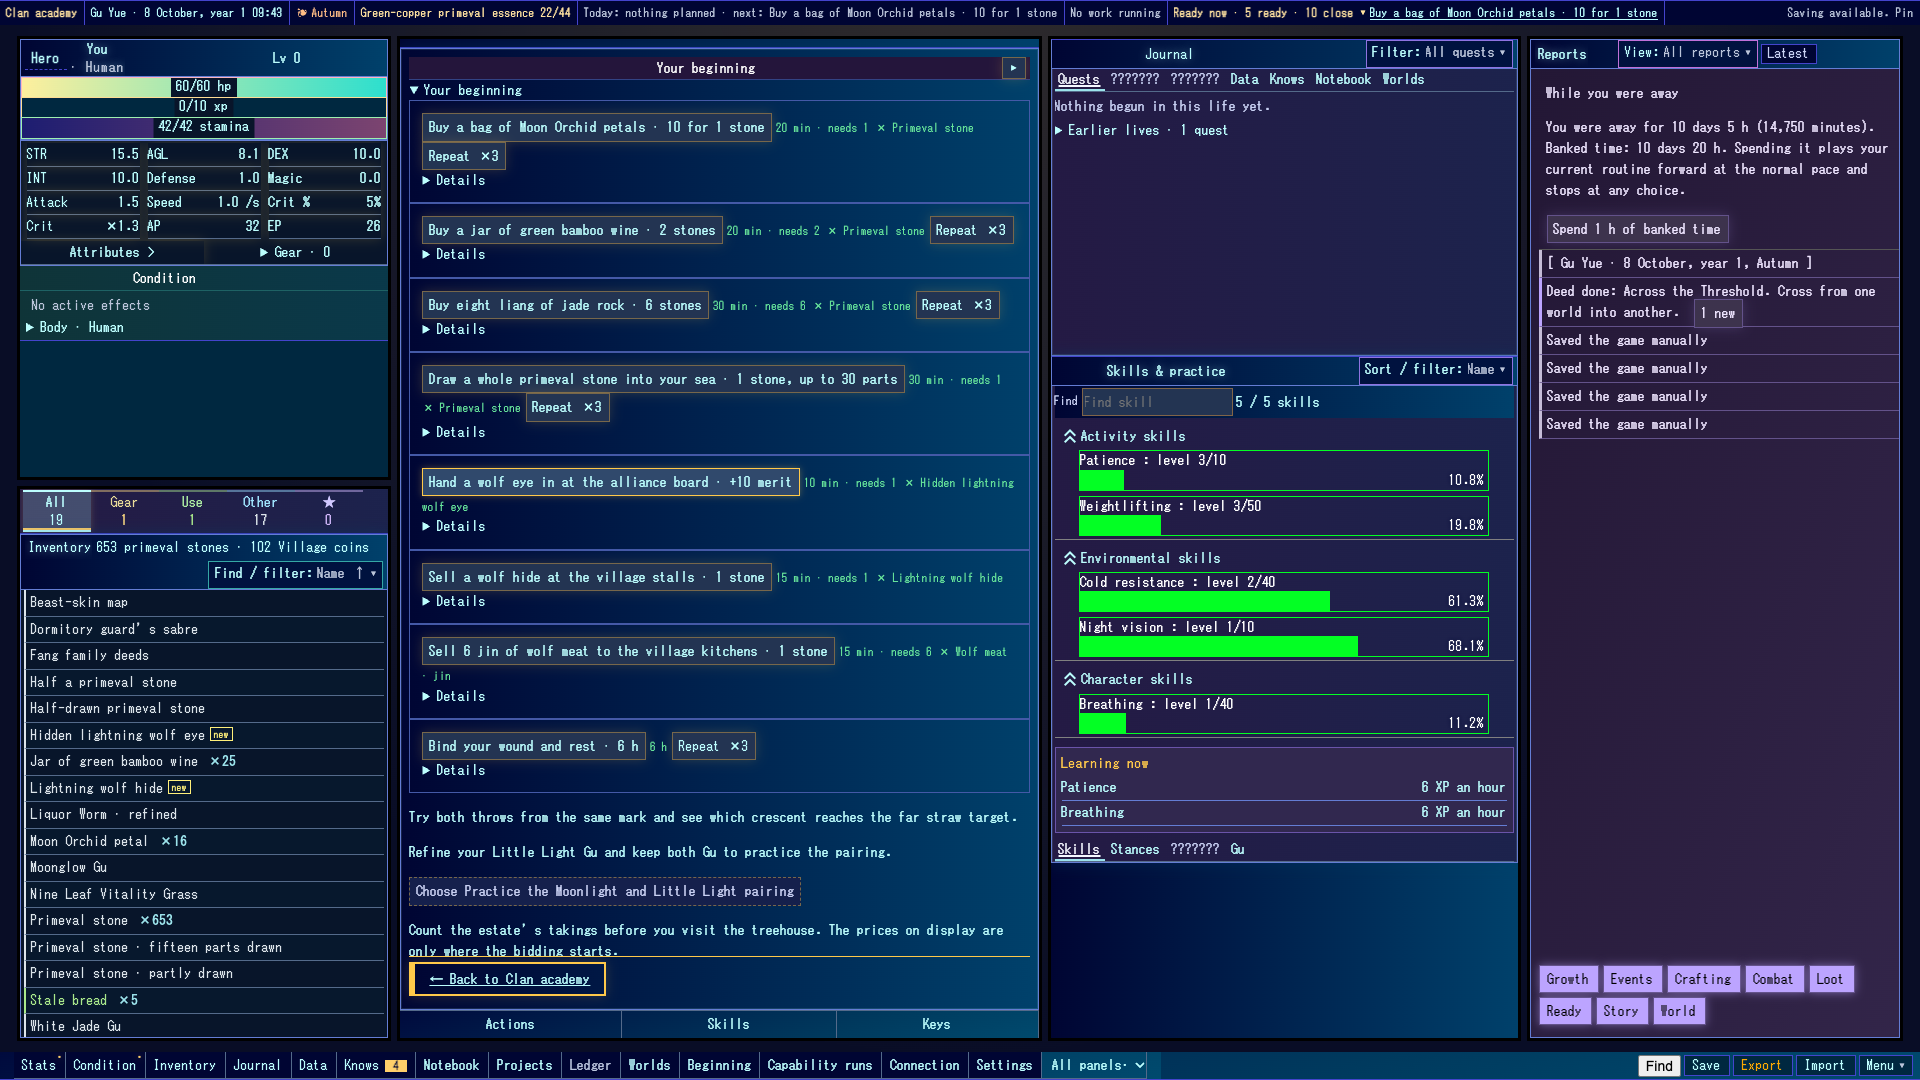 Clan academy
Gu Yue · 8 October, year 1 09:43
Autumn
Green-copper primeval essence 22/44
Today: nothing planned · next: Buy a bag of Moon Orchid petals · 10 for 1 stone
No work running
Ready now · 5 ready · 10 close ▾ Buy a bag of Moon Orchid petals · 10 for 1 stone
Saving available. Pin
Hero · You
Human
Lv 0
60/60 hp
0/10 xp
42/42 stamina
STR 15.5 AGL 8.1 DEX 10.0
INT 10.0 Defense 1.0 Magic 0.0
Attack 1.5 Speed 1.0 /s Crit % 5%
Crit ×1.3 AP 32 EP 26
Attributes > ▶ Gear · 0
Condition
No active effects
▶ Body · Human
All Gear Use Other ★
19 1 1 17 0
Inventory 653 primeval stones · 102 Village coins
Find / filter: Name ↑ ▾
Beast-skin map
Dormitory guard's sabre
Fang family deeds
Half a primeval stone
Half-drawn primeval stone
Hidden lightning wolf eye new
Jar of green bamboo wine ×25
Lightning wolf hide new
Liquor Worm · refined
Moon Orchid petal ×16
Moonglow Gu
Nine Leaf Vitality Grass
Primeval stone ×653
Primeval stone · fifteen parts drawn
Primeval stone · partly drawn
Stale bread ×5
White Jade Gu
Your beginning ▸
▼ Your beginning
Buy a bag of Moon Orchid petals · 10 for 1 stone 20 min · needs 1 × Primeval stone
Repeat ×3
▶ Details
Buy a jar of green bamboo wine · 2 stones 20 min · needs 2 × Primeval stone Repeat ×3
▶ Details
Buy eight liang of jade rock · 6 stones 30 min · needs 6 × Primeval stone Repeat ×3
▶ Details
Draw a whole primeval stone into your sea · 1 stone, up to 30 parts 30 min · needs 1
× Primeval stone Repeat ×3
▶ Details
Hand a wolf eye in at the alliance board · +10 merit 10 min · needs 1 × Hidden lightning
wolf eye
▶ Details
Sell a wolf hide at the village stalls · 1 stone 15 min · needs 1 × Lightning wolf hide
▶ Details
Sell 6 jin of wolf meat to the village kitchens · 1 stone 15 min · needs 6 × Wolf meat
· jin
▶ Details
Bind your wound and rest · 6 h 6 h Repeat ×3
▶ Details
Try both throws from the same mark and see which crescent reaches the far straw target.
Refine your Little Light Gu and keep both Gu to practice the pairing.
Choose Practice the Moonlight and Little Light pairing
Count the estate's takings before you visit the treehouse. The prices on display are
only where the bidding starts.
← Back to Clan academy
Actions Skills Keys
Journal Filter: All quests ▾
Quests ??????? ??????? Data Knows Notebook Worlds
Nothing begun in this life yet.
▶ Earlier lives · 1 quest
Skills & practice Sort / filter: Name ▾
Find Find skill 5 / 5 skills
Activity skills
Patience : level 3/10
10.8%
Weightlifting : level 3/50
19.8%
Environmental skills
Cold resistance : level 2/40
61.3%
Night vision : level 1/10
68.1%
Character skills
Breathing : level 1/40
11.2%
Learning now
Patience 6 XP an hour
Breathing 6 XP an hour
Skills Stances ??????? Gu
Reports View: All reports ▾ Latest
While you were away
You were away for 10 days 5 h (14,750 minutes).
Banked time: 10 days 20 h. Spending it plays your
current routine forward at the normal pace and
stops at any choice.
Spend 1 h of banked time
[ Gu Yue · 8 October, year 1, Autumn ]
Deed done: Across the Threshold. Cross from one
world into another. 1 new
Saved the game manually
Saved the game manually
Saved the game manually
Saved the game manually
Growth Events Crafting Combat Loot
Ready Story World
Stats Condition Inventory Journal Data Knows 4 Notebook Projects Ledger Worlds Beginning Capability runs Connection Settings All panels·
Find Save Export Import Menu ▾